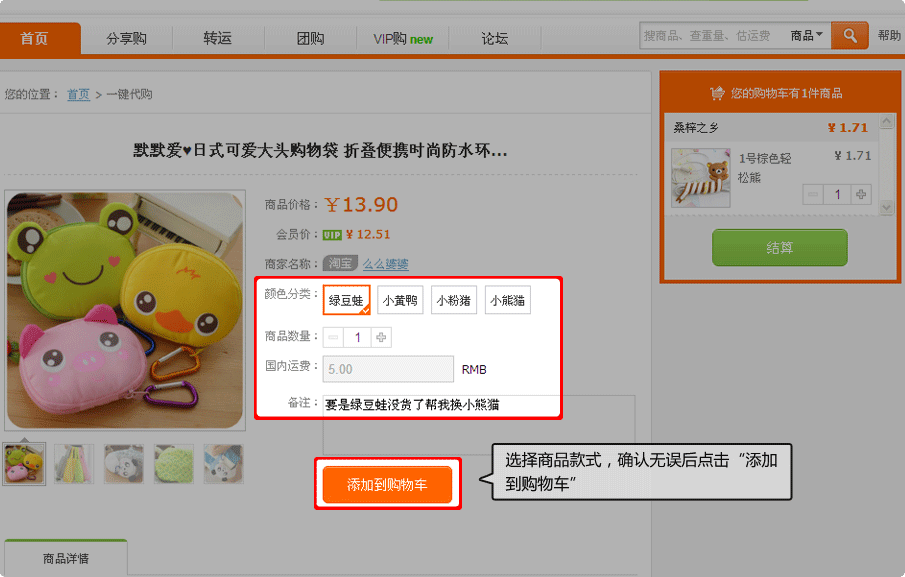 首页 分享购 转运 团购 VIP购 new 论坛 搜商品、查重量、估运费 商品 帮助
您的位置： 首页 > 一键代购
默默爱♥日式可爱大头购物袋 折叠便携时尚防水环...
商品价格：￥13.90
会员价：VIP ¥ 12.51
商家名称：淘宝 么么婆婆
颜色分类：绿豆蛙 小黄鸭 小粉猪 小熊猫
商品数量： 1
国内运费：5.00 RMB
备注：要是绿豆蛙没货了帮我换小熊猫
添加到购物车
选择商品款式，确认无误后点击“添加
到购物车”
商品详情
您的购物车有1件商品
桑梓之乡 ¥ 1.71
1号棕色轻 ¥ 1.71
松熊
1
结算